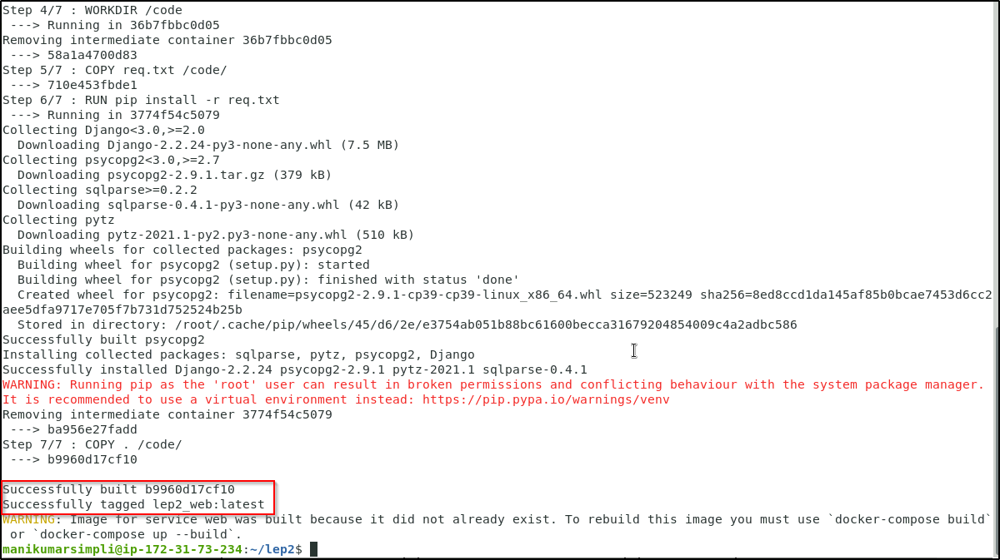 Step 4/7 : WORKDIR /code
 ---> Running in 36b7fbbc0d05
Removing intermediate container 36b7fbbc0d05
 ---> 58a1a4700d83
Step 5/7 : COPY req.txt /code/
 ---> 710e453fbde1
Step 6/7 : RUN pip install -r req.txt
 ---> Running in 3774f54c5079
Collecting Django<3.0,>=2.0
  Downloading Django-2.2.24-py3-none-any.whl (7.5 MB)
Collecting psycopg2<3.0,>=2.7
  Downloading psycopg2-2.9.1.tar.gz (379 kB)
Collecting sqlparse>=0.2.2
  Downloading sqlparse-0.4.1-py3-none-any.whl (42 kB)
Collecting pytz
  Downloading pytz-2021.1-py2.py3-none-any.whl (510 kB)
Building wheels for collected packages: psycopg2
  Building wheel for psycopg2 (setup.py): started
  Building wheel for psycopg2 (setup.py): finished with status 'done'
  Created wheel for psycopg2: filename=psycopg2-2.9.1-cp39-cp39-linux_x86_64.whl size=523249 sha256=8ed8ccd1da145af85b0bcae7453d6cc2
aee5dfa9717e705f7b731d752524b25b
  Stored in directory: /root/.cache/pip/wheels/45/d6/2e/e3754ab051b88bc61600becca31679204854009c4a2adbc586
Successfully built psycopg2
Installing collected packages: sqlparse, pytz, psycopg2, Django
Successfully installed Django-2.2.24 psycopg2-2.9.1 pytz-2021.1 sqlparse-0.4.1
WARNING: Running pip as the 'root' user can result in broken permissions and conflicting behaviour with the system package manager.
It is recommended to use a virtual environment instead: https://pip.pypa.io/warnings/venv
Removing intermediate container 3774f54c5079
 ---> ba956e27fadd
Step 7/7 : COPY . /code/
 ---> b9960d17cf10
Successfully built b9960d17cf10
Successfully tagged lep2_web:latest
WARNING: Image for service web was built because it did not already exist. To rebuild this image you must use `docker-compose build`
 or `docker-compose up --build`.
manikumarsimpli@ip-172-31-73-234:~/lep2$